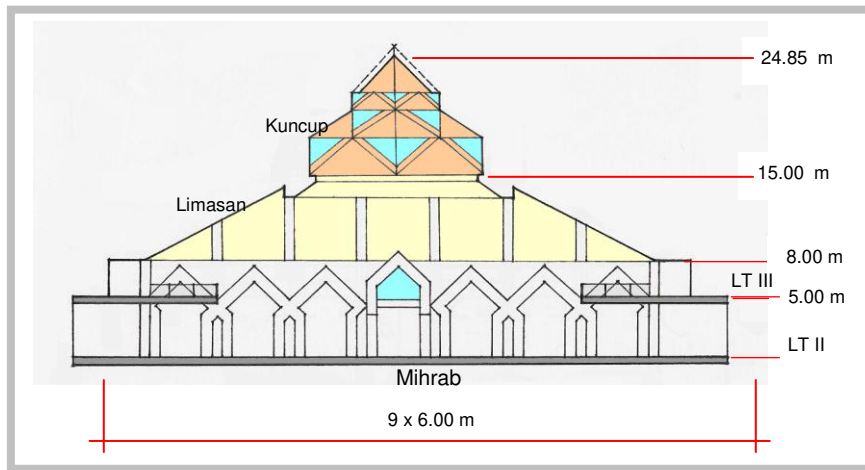 24.85 m
Kuncup
15.00 m
Limasan
8.00 m
LT III
5.00 m
LT II
Mihrab
9 x 6.00 m